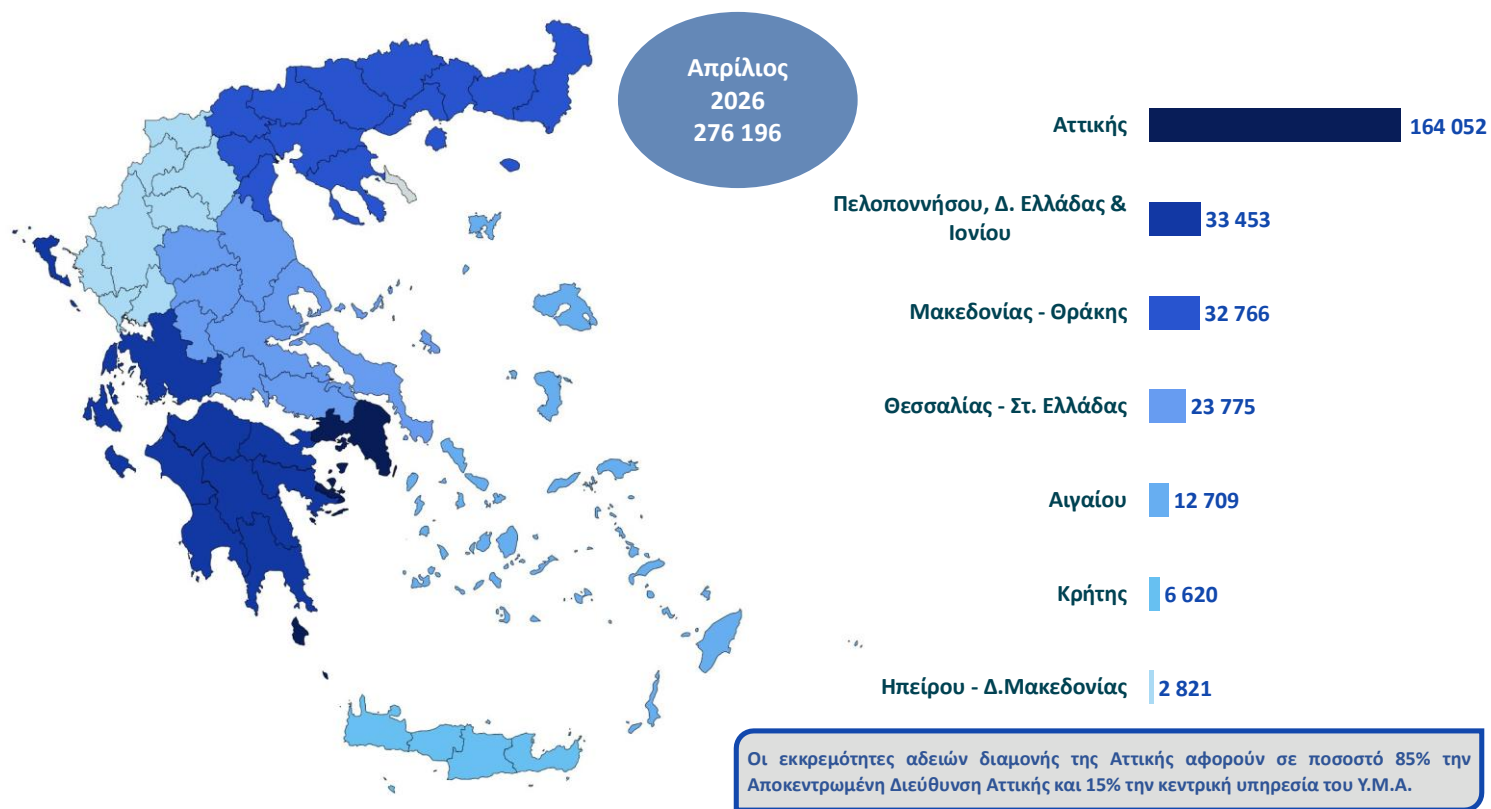 Απρίλιος
2026
276 196
Αττικής
164 052
Πελοποννήσου, Δ. Ελλάδας &
Ιονίου
33 453
Μακεδονίας - Θράκης
32 766
Θεσσαλίας - Στ. Ελλάδας
23 775
Αιγαίου
12 709
Κρήτης
6 620
Ηπείρου - Δ.Μακεδονίας
2 821
Οι εκκρεμότητες αδειών διαμονής της Αττικής αφορούν σε ποσοστό 85% την
Αποκεντρωμένη Διεύθυνση Αττικής και 15% την κεντρική υπηρεσία του Υ.Μ.Α.